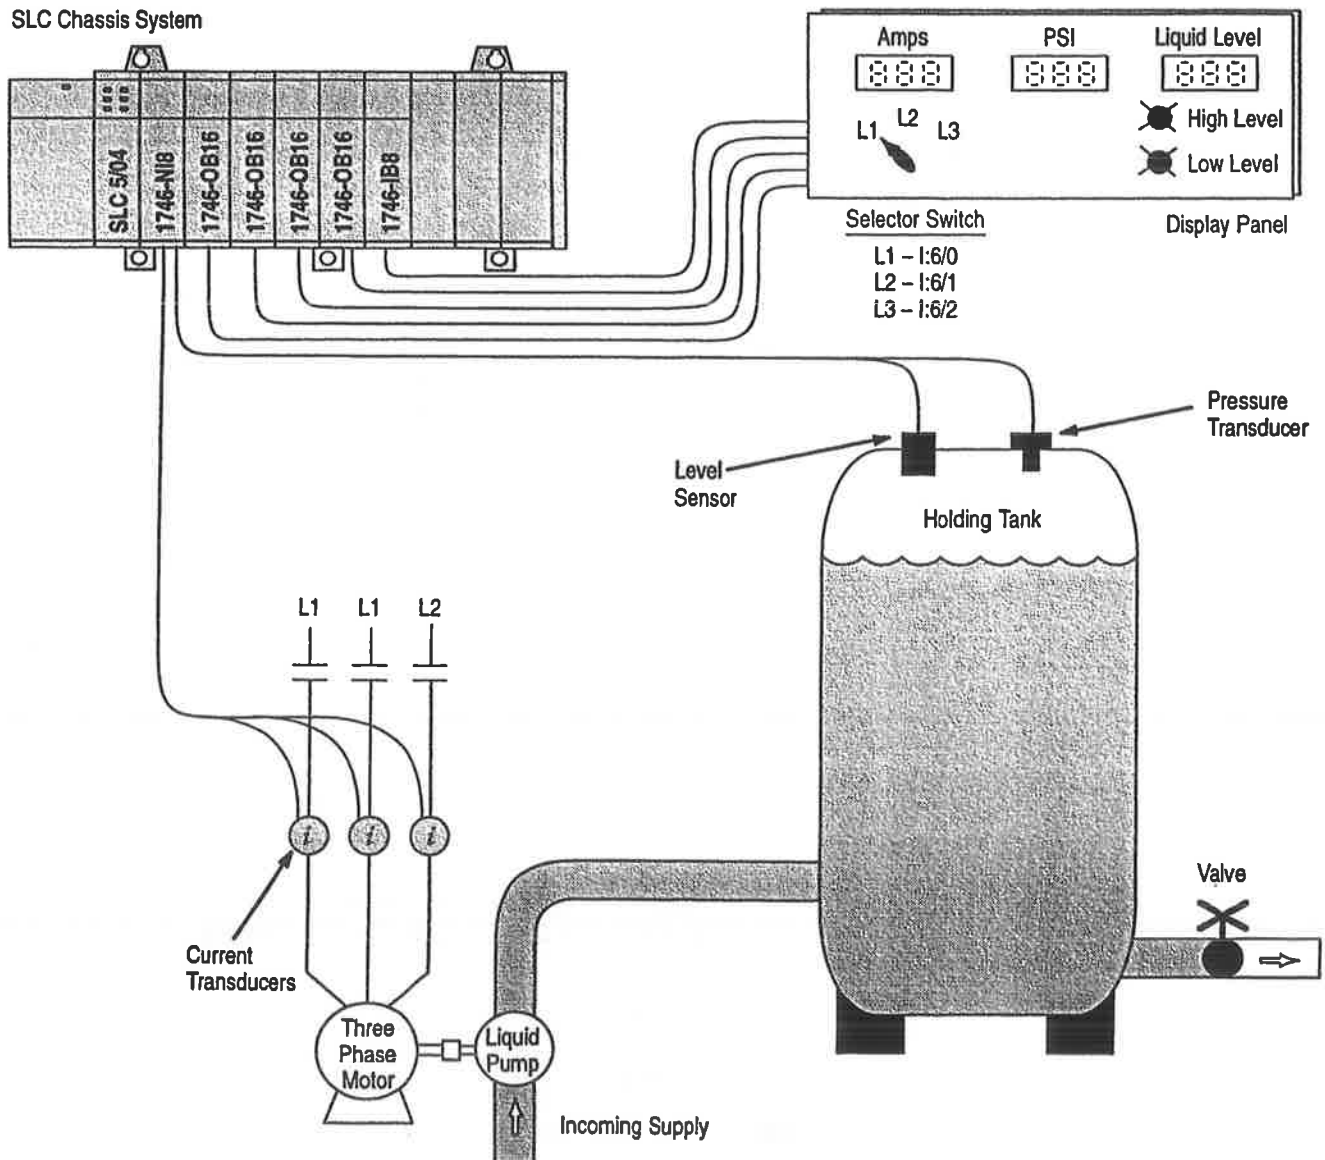 SLC Chassis System
SLC 5/04
1746-NI8
1746-OB16
1746-OB16
1746-OB16
1746-OB16
1746-IB8
Amps
PSI
Liquid Level
888
888
888
L1
L2
L3
High Level
Low Level
Selector Switch
L1 – I:6/0
L2 – I:6/1
L3 – I:6/2
Display Panel
Pressure
Transducer
Level
Sensor
Holding Tank
L1
L1
L2
i
i
i
Current
Transducers
Valve
Three
Phase
Motor
Liquid
Pump
Incoming Supply